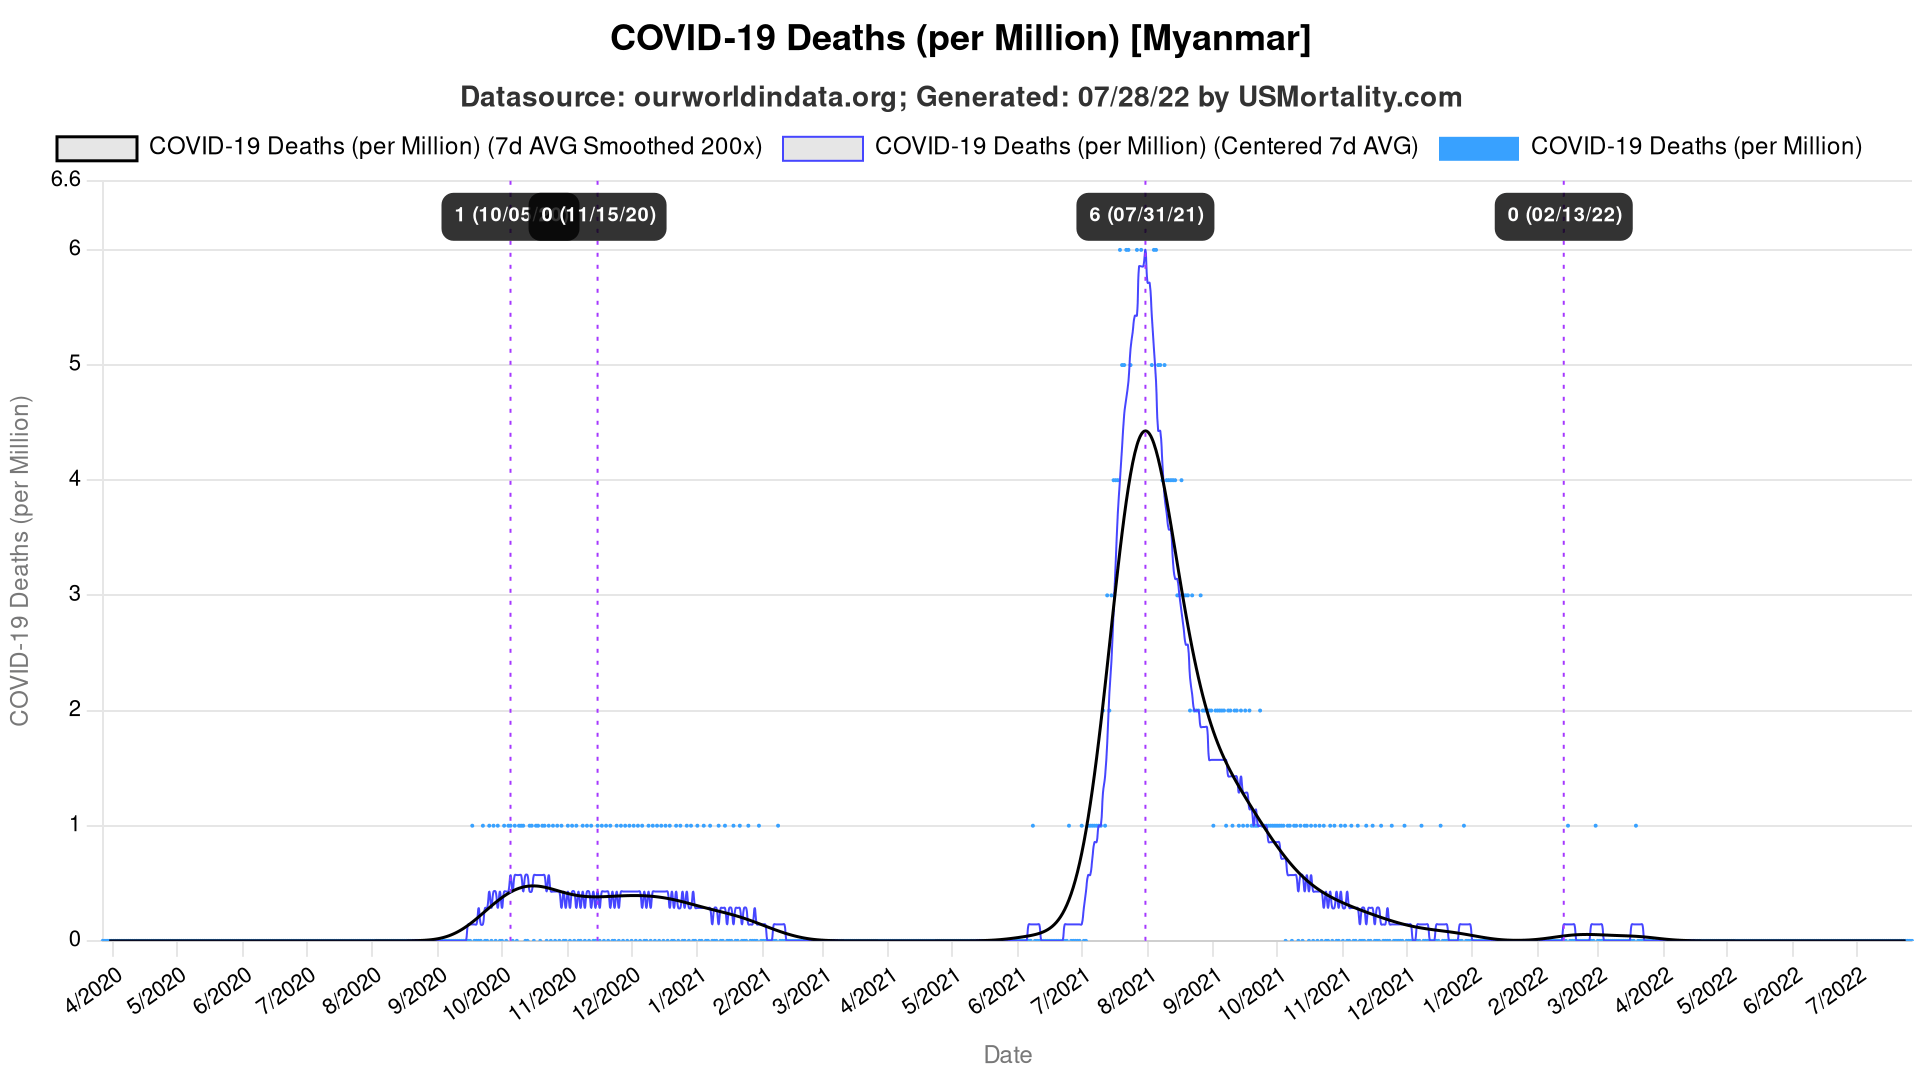 COVID-19 Deaths (per Million) [Myanmar]
Datasource: ourworldindata.org; Generated: 07/28/22 by USMortality.com
COVID-19 Deaths (per Million) (7d AVG Smoothed 200x) COVID-19 Deaths (per Million) (Centered 7d AVG) COVID-19 Deaths (per Million)
6.6
1 (10/05/20) 0 (11/15/20) 6 (07/31/21) 0 (02/13/22)
6
5
4
3
2
1
0
COVID-19 Deaths (per Million)
4/2020 5/2020 6/2020 7/2020 8/2020 9/2020 10/2020 11/2020 12/2020 1/2021 2/2021 3/2021 4/2021 5/2021 6/2021 7/2021 8/2021 9/2021 10/2021 11/2021 12/2021 1/2022 2/2022 3/2022 4/2022 5/2022 6/2022 7/2022
Date